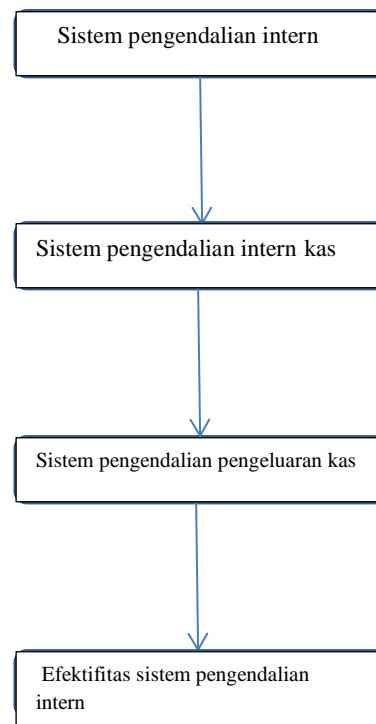 Sistem pengendalian intern
Sistem pengendalian intern kas
Sistem pengendalian pengeluaran kas
Efektifitas sistem pengendalian
intern